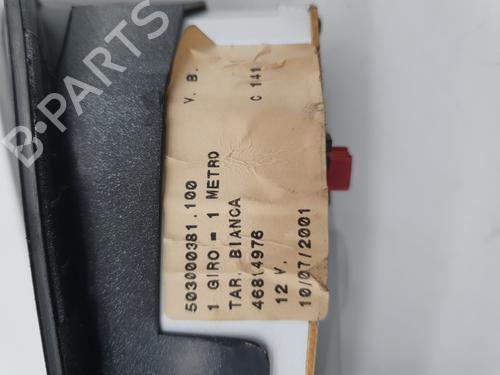 503000381.100 V. B.
1 GIRO = 1 METRO
TAR. BIANCA C 141
46814976
12 V.
10/07/2001
B-PARTS